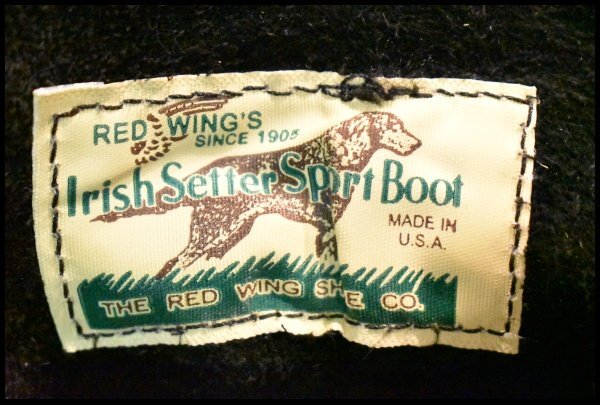 RED WING'S
SINCE 1905
Irish Setter Sport Boot
MADE IN
U.S.A.
THE RED WING SHOE CO.